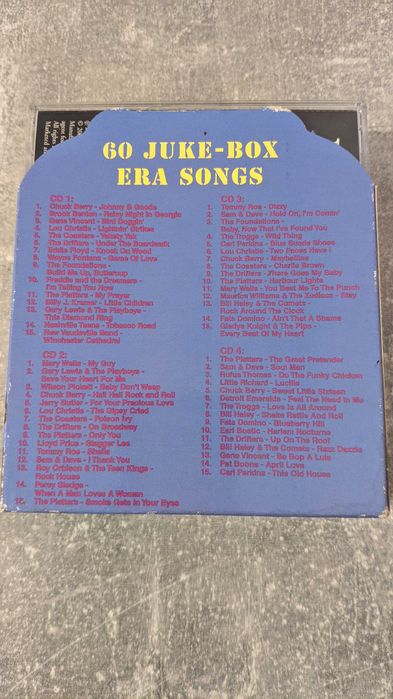 60 JUKE-BOX
ERA SONGS
CD 1:
1. Chuck Berry - Johnny B Goode
2. Brook Benton - Rainy Night In Georgia
3. Gene Vincent - Bird Doggin'
4. Lou Christie - Lightnin' Strikes
5. The Coasters - Yakety Yak
6. The Drifters - Under The Boardwalk
7. Eddie Floyd - Knock On Wood
8. Wayne Fontana - Game Of Love
9. The Foundations -
Build Me Up, Buttercup
10. Freddie and the Dreamers -
I'm Telling You Now
11. The Platters - My Prayer
12. Billy J. Kramer - Little Children
13. Gary Lewis & The Playboys -
This Diamond Ring
14. Nashville Teens - Tobacco Road
15. New Vaudeville Band -
Winchester Cathedral
CD 2:
1. Mary Wells - My Guy
2. Gary Lewis & The Playboys -
Save Your Heart For Me
3. Wilson Pickett - Baby Don't Weep
4. Chuck Berry - Hail Hail Rock and Roll
5. Jerry Butler - For Your Precious Love
6. Lou Christie - The Gipsy Cried
7. The Coasters - Poison Ivy
8. The Drifters - On Broadway
9. The Platters - Only You
10. Lloyd Price - Stagger Lee
11. Tommy Roe - Sheila
12. Sam & Dave - I Thank You
13. Roy Orbison & The Teen Kings -
Rock House
14. Percy Sledge -
When A Man Loves A Woman
15. The Platters - Smoke Gets In Your Eyes
CD 3:
1. Tommy Roe - Dizzy
2. Sam & Dave - Hold On, I'm Comin'
3. The Foundations -
Baby, Now That I've Found You
4. The Troggs - Wild Thing
5. Carl Perkins - Blue Suede Shoes
6. Lou Christie - Two Faces Have I
7. Chuck Berry - Maybelline
8. The Coasters - Charlie Brown
9. The Drifters - There Goes My Baby
10. The Platters - Harbour Lights
11. Mary Wells - You Beat Me To The Punch
12. Maurice Williams & The Zodiacs - Stay
13. Bill Haley & The Comets -
Rock Around The Clock
14. Fats Domino - Ain't That A Shame
15. Gladys Knight & The Pips -
Every Beat Of My Heart
CD 4:
1. The Platters - The Great Pretender
2. Sam & Dave - Soul Man
3. Rufus Thomas - Do The Funky Chicken
4. Little Richard - Lucille
5. Chuck Berry - Sweet Little Sixteen
6. Detroit Emeralds - Feel The Need In Me
7. The Troggs - Love Is All Around
8. Bill Haley - Shake Rattle And Roll
9. Fats Domino - Blueberry Hill
10. Earl Bostic - Harlem Nocturne
11. The Drifters - Up On The Roof
12. Bill Haley & The Comets - Razz Dazzle
13. Gene Vincent - Be Bop A Lula
14. Pat Boone - April Love
15. Carl Perkins - This Old House